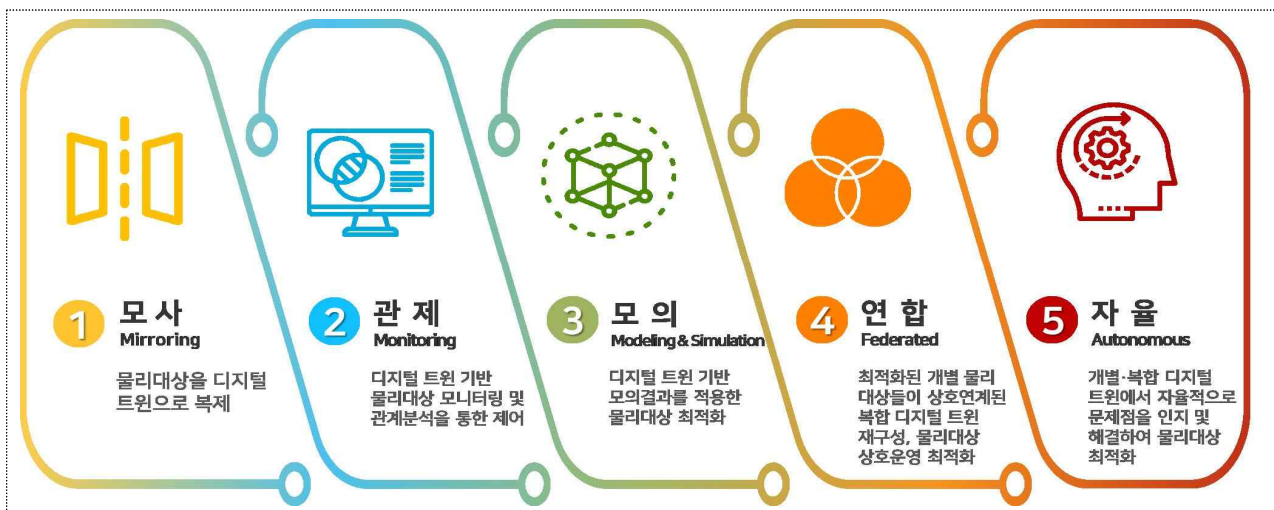 1
모사
Mirroring
물리대상을 디지털
트윈으로 복제
2
관제
Monitoring
디지털 트윈 기반
물리대상 모니터링 및
관계분석을 통한 제어
3
모의
Modeling & Simulation
디지털 트윈 기반
모의결과를 적용한
물리대상 최적화
4
연합
Federated
최적화된 개별 물리
대상들이 상호연계된
복합 디지털 트윈
재구성, 물리대상
상호운영 최적화
5
자율
Autonomous
개별·복합 디지털
트윈에서 자율적으로
문제점을 인지 및
해결하여 물리대상
최적화